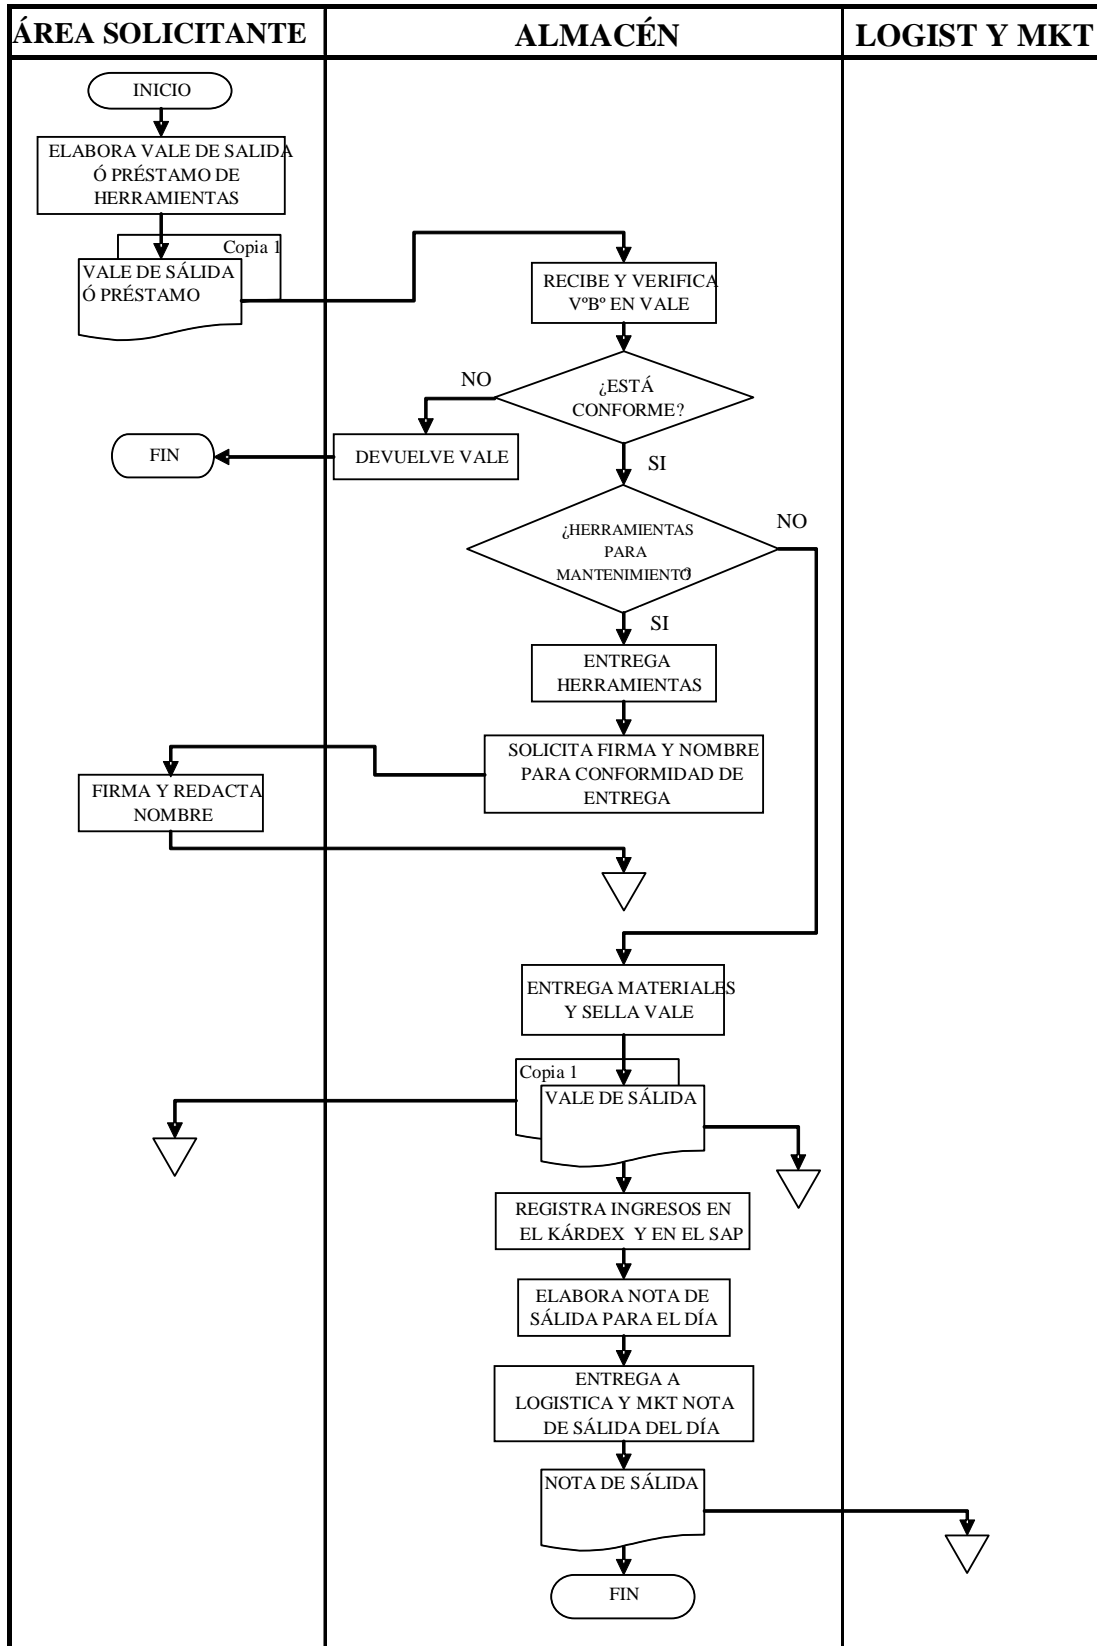 ÁREA SOLICITANTE
ALMACÉN
LOGIST Y MKT
INICIO
ELABORA VALE DE SALIDA
Ó PRÉSTAMO DE
HERRAMIENTAS
Copia 1
VALE DE SÁLIDA
Ó PRÉSTAMO
RECIBE Y VERIFICA
VºBº EN VALE
¿ESTÁ
CONFORME?
NO
SI
DEVUELVE VALE
FIN
¿HERRAMIENTAS
PARA
MANTENIMIENTO?
NO
SI
ENTREGA
HERRAMIENTAS
SOLICITA FIRMA Y NOMBRE
PARA CONFORMIDAD DE
ENTREGA
FIRMA Y REDACTA
NOMBRE
ENTREGA MATERIALES
Y SELLA VALE
Copia 1
VALE DE SÁLIDA
REGISTRA INGRESOS EN
EL KÁRDEX Y EN EL SAP
ELABORA NOTA DE
SÁLIDA PARA EL DÍA
ENTREGA A
LOGISTICA Y MKT NOTA
DE SÁLIDA DEL DÍA
NOTA DE SÁLIDA
FIN